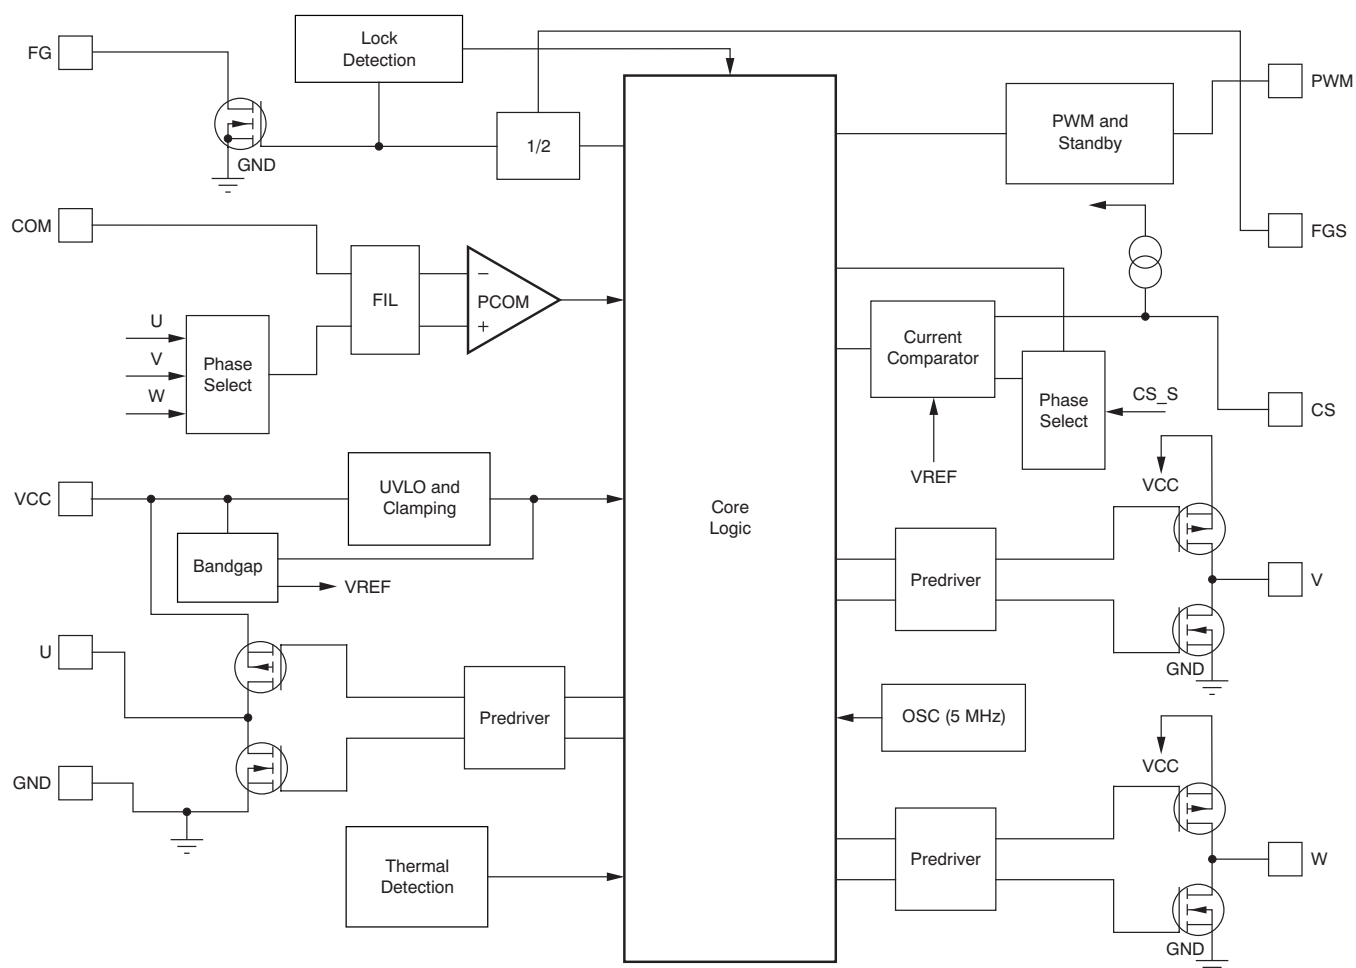 FG
Lock
Detection
GND
1/2
PWM and
Standby
PWM
COM
FIL
−
PCOM
+
U
V
W
Phase
Select
FGS
Current
Comparator
Phase
Select
CS_S
CS
VREF
VCC
UVLO and
Clamping
Bandgap
VREF
Core
Logic
VCC
Predriver
V
GND
U
Predriver
OSC (5 MHz)
GND
VCC
Thermal
Detection
Predriver
W
GND